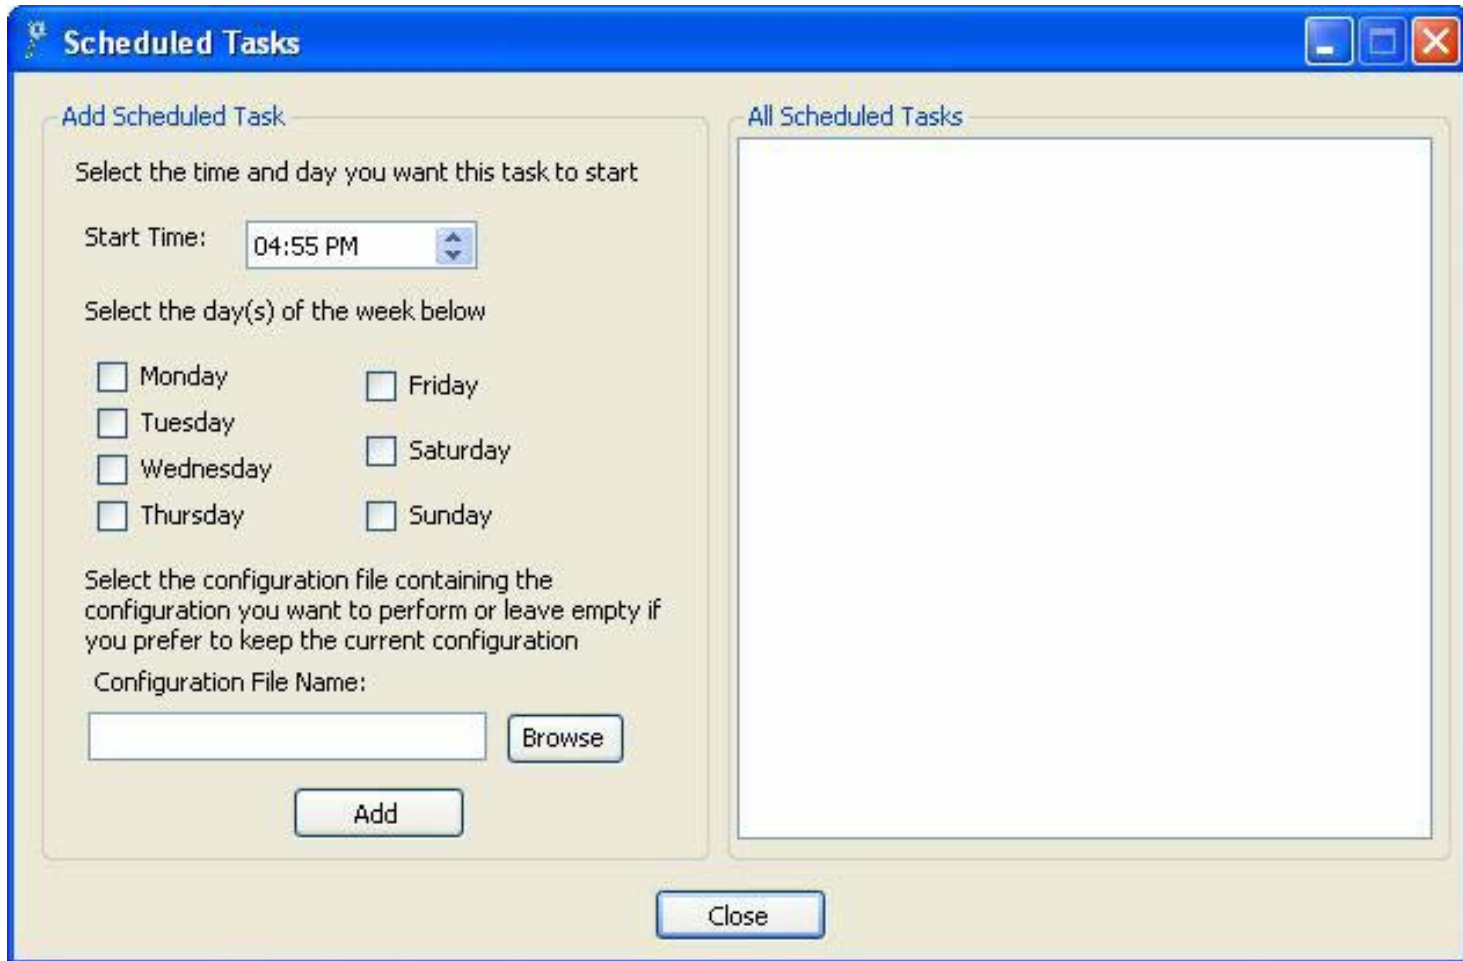 Scheduled Tasks
Add Scheduled Task
Select the time and day you want this task to start
Start Time:
04:55 PM
Select the day(s) of the week below
Monday
Tuesday
Wednesday
Thursday
Friday
Saturday
Sunday
Select the configuration file containing the
configuration you want to perform or leave empty if
you prefer to keep the current configuration
Configuration File Name:
Browse
Add
All Scheduled Tasks
Close